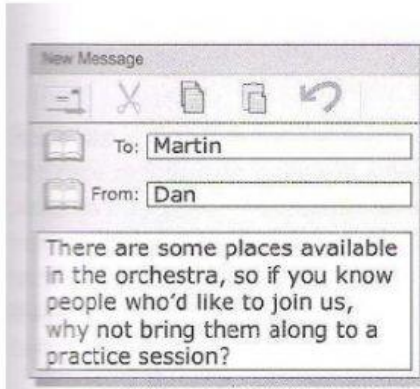 New Message
To: Martin
From: Dan
There are some places available
in the orchestra, so if you know
people who'd like to join us,
why not bring them along to a
practice session?